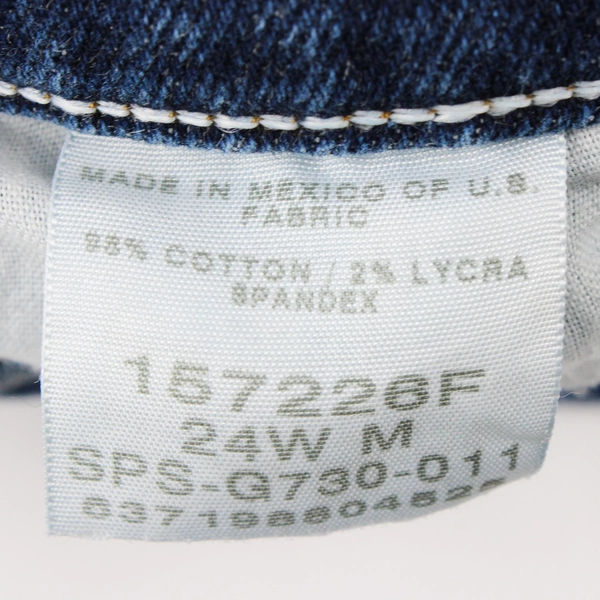 MADE IN MEXICO OF U.S.
FABRIC
98% COTTON / 2% LYCRA
SPANDEX
157226F
24W M
SPS-G730-011